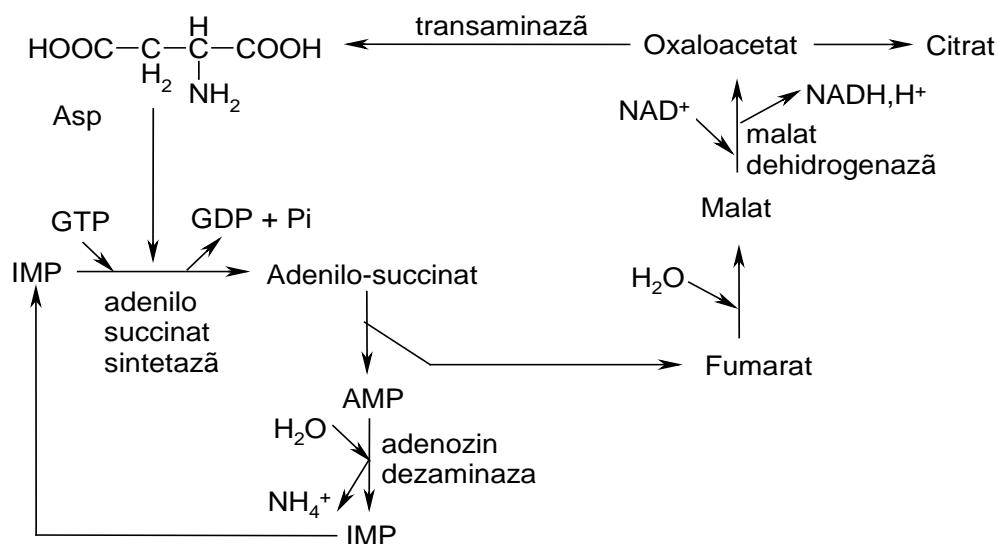 transaminază
H
HOOC–C–C–COOH
H₂
NH₂
Oxaloacetat
Citrat
Asp
NAD⁺
NADH,H⁺
malat
dehidrogenază
Malat
GTP
GDP + Pi
IMP
Adenilo-succinat
H₂O
adenilo
succinat
sintetază
Fumarat
AMP
H₂O
adenozin
dezaminaza
NH₄⁺
IMP